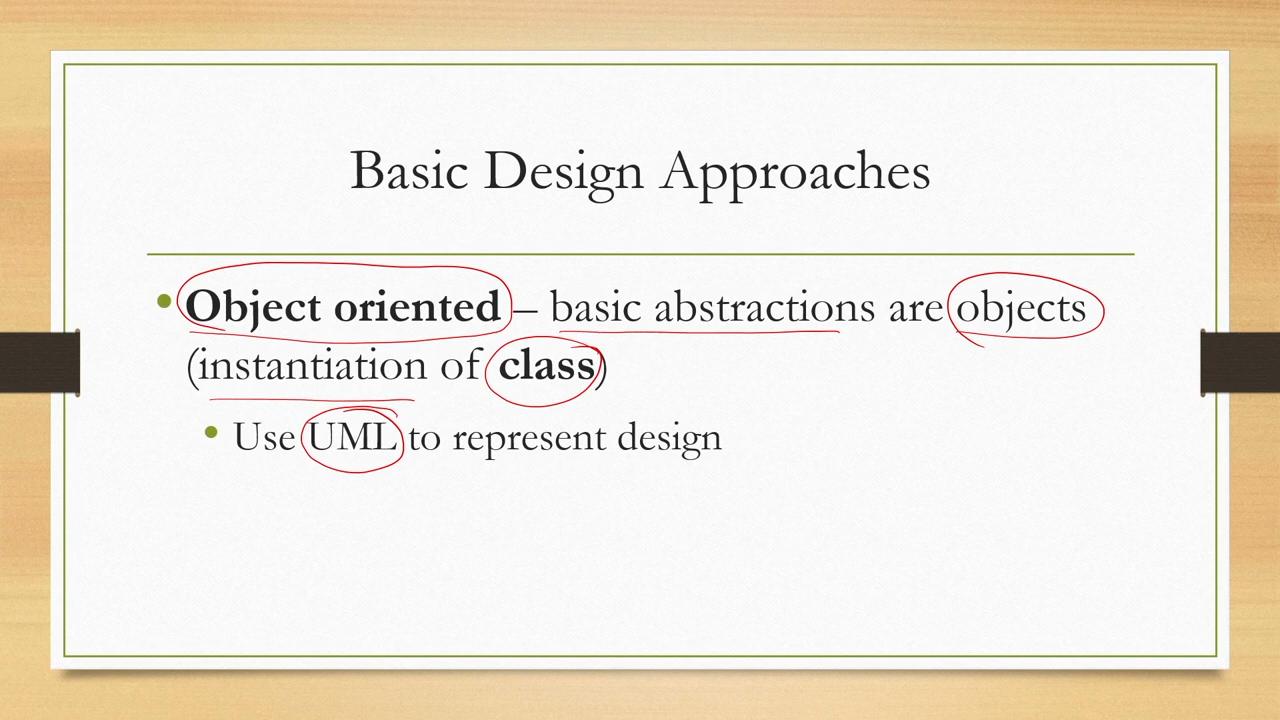 Basic Design Approaches
• Object oriented – basic abstractions are objects
(instantiation of class)
• Use UML to represent design